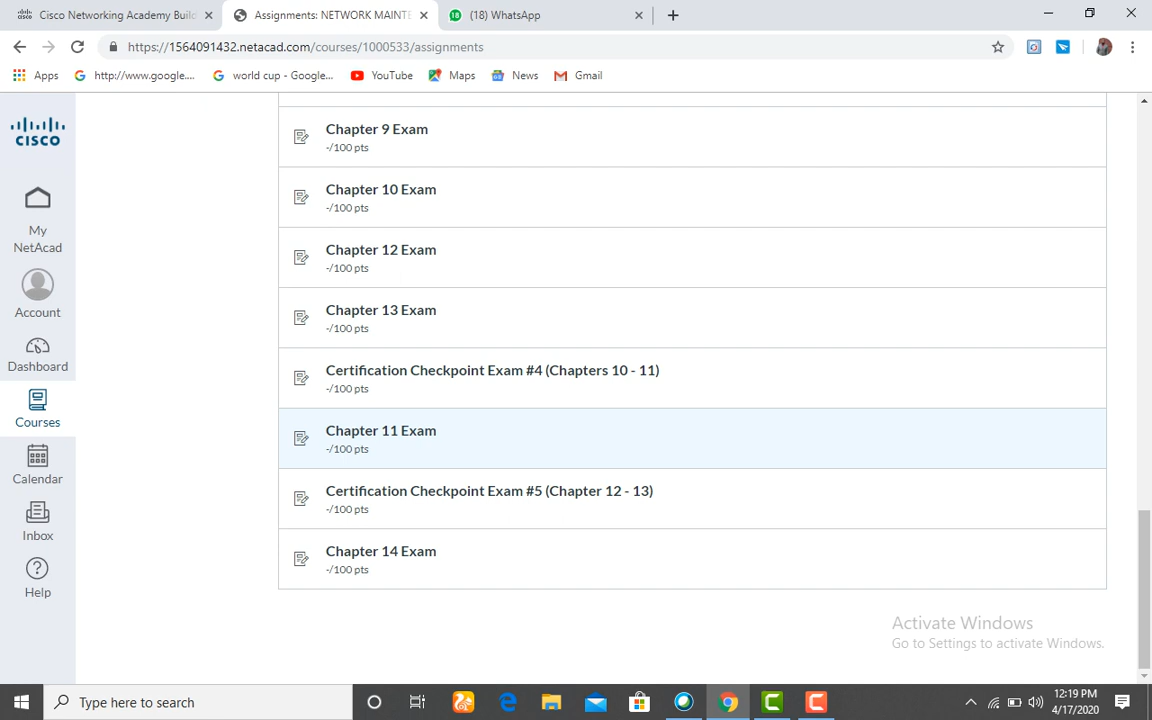 Cisco Networking Academy Build
Assignments: NETWORK MAINTE
(18) WhatsApp
https://1564091432.netacad.com/courses/1000533/assignments
Apps
http://www.google....
world cup - Google...
YouTube
Maps
News
Gmail
CISCO
My
NetAcad
Account
Dashboard
Courses
Calendar
Inbox
Help
Chapter 9 Exam
-/100 pts
Chapter 10 Exam
-/100 pts
Chapter 12 Exam
-/100 pts
Chapter 13 Exam
-/100 pts
Certification Checkpoint Exam #4 (Chapters 10 - 11)
-/100 pts
Chapter 11 Exam
-/100 pts
Certification Checkpoint Exam #5 (Chapter 12 - 13)
-/100 pts
Chapter 14 Exam
-/100 pts
Activate Windows
Go to Settings to activate Windows.
Type here to search
12:19 PM
4/17/2020